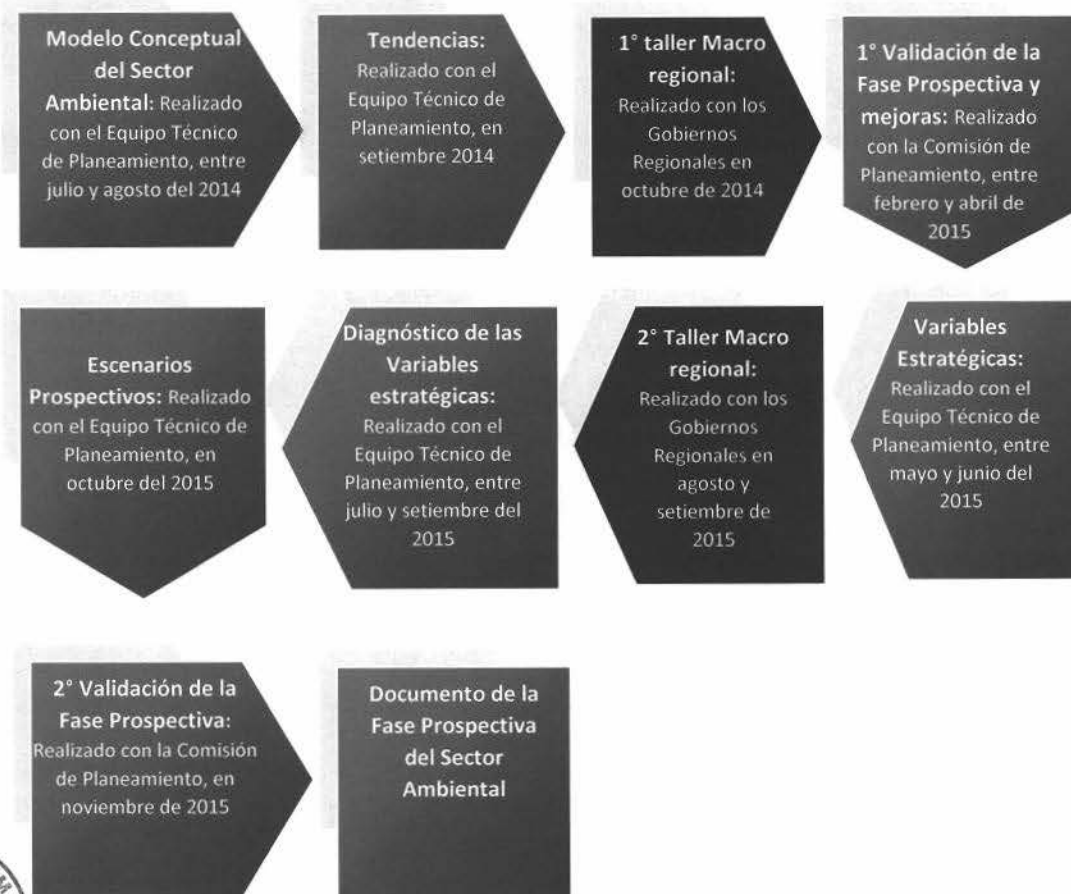 Modelo Conceptual
del Sector
Ambiental: Realizado
con el Equipo Técnico
de Planeamiento, entre
julio y agosto del 2014
Tendencias:
Realizado con el
Equipo Técnico de
Planeamiento, en
setiembre 2014
1° taller Macro
regional:
Realizado con los
Gobiernos
Regionales en
octubre de 2014
1° Validación de la
Fase Prospectiva y
mejoras: Realizado
con la Comisión de
Planeamiento, entre
febrero y abril de
2015
Variables
Estratégicas:
Realizado con el
Equipo Técnico de
Planeamiento, entre
mayo y junio del
2015
2° Taller Macro
regional:
Realizado con los
Gobiernos
Regionales en
agosto y
setiembre de
2015
Diagnóstico de las
Variables
estratégicas:
Realizado con el
Equipo Técnico de
Planeamiento, entre
julio y setiembre del
2015
Escenarios
Prospectivos: Realizado
con el Equipo Técnico de
Planeamiento, en
octubre del 2015
2° Validación de la
Fase Prospectiva:
Realizado con la Comisión
de Planeamiento, en
noviembre de 2015
Documento de la
Fase Prospectiva
del Sector
Ambiental